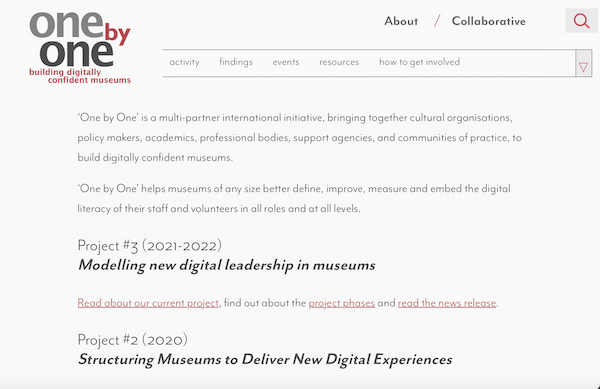 one by
one
building digitally
confident museums
About / Collaborative
activity findings events resources how to get involved
'One by One' is a multi-partner international initiative, bringing together cultural organisations,
policy makers, academics, professional bodies, support agencies, and communities of practice, to
build digitally confident museums.
'One by One' helps museums of any size better define, improve, measure and embed the digital
literacy of their staff and volunteers in all roles and at all levels.
Project #3 (2021-2022)
Modelling new digital leadership in museums
Read about our current project, find out about the project phases and read the news release.
Project #2 (2020)
Structuring Museums to Deliver New Digital Experiences